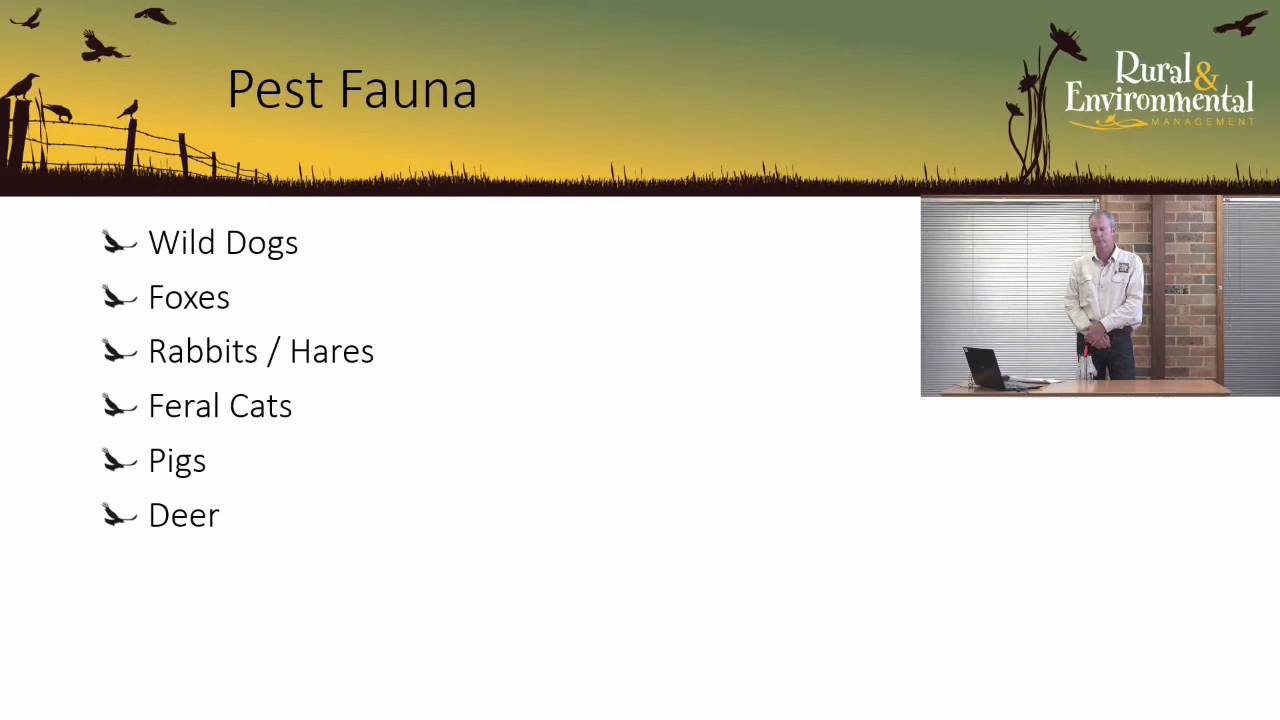 Pest Fauna
Rural &
Environmental
MANAGEMENT
Wild Dogs
Foxes
Rabbits / Hares
Feral Cats
Pigs
Deer